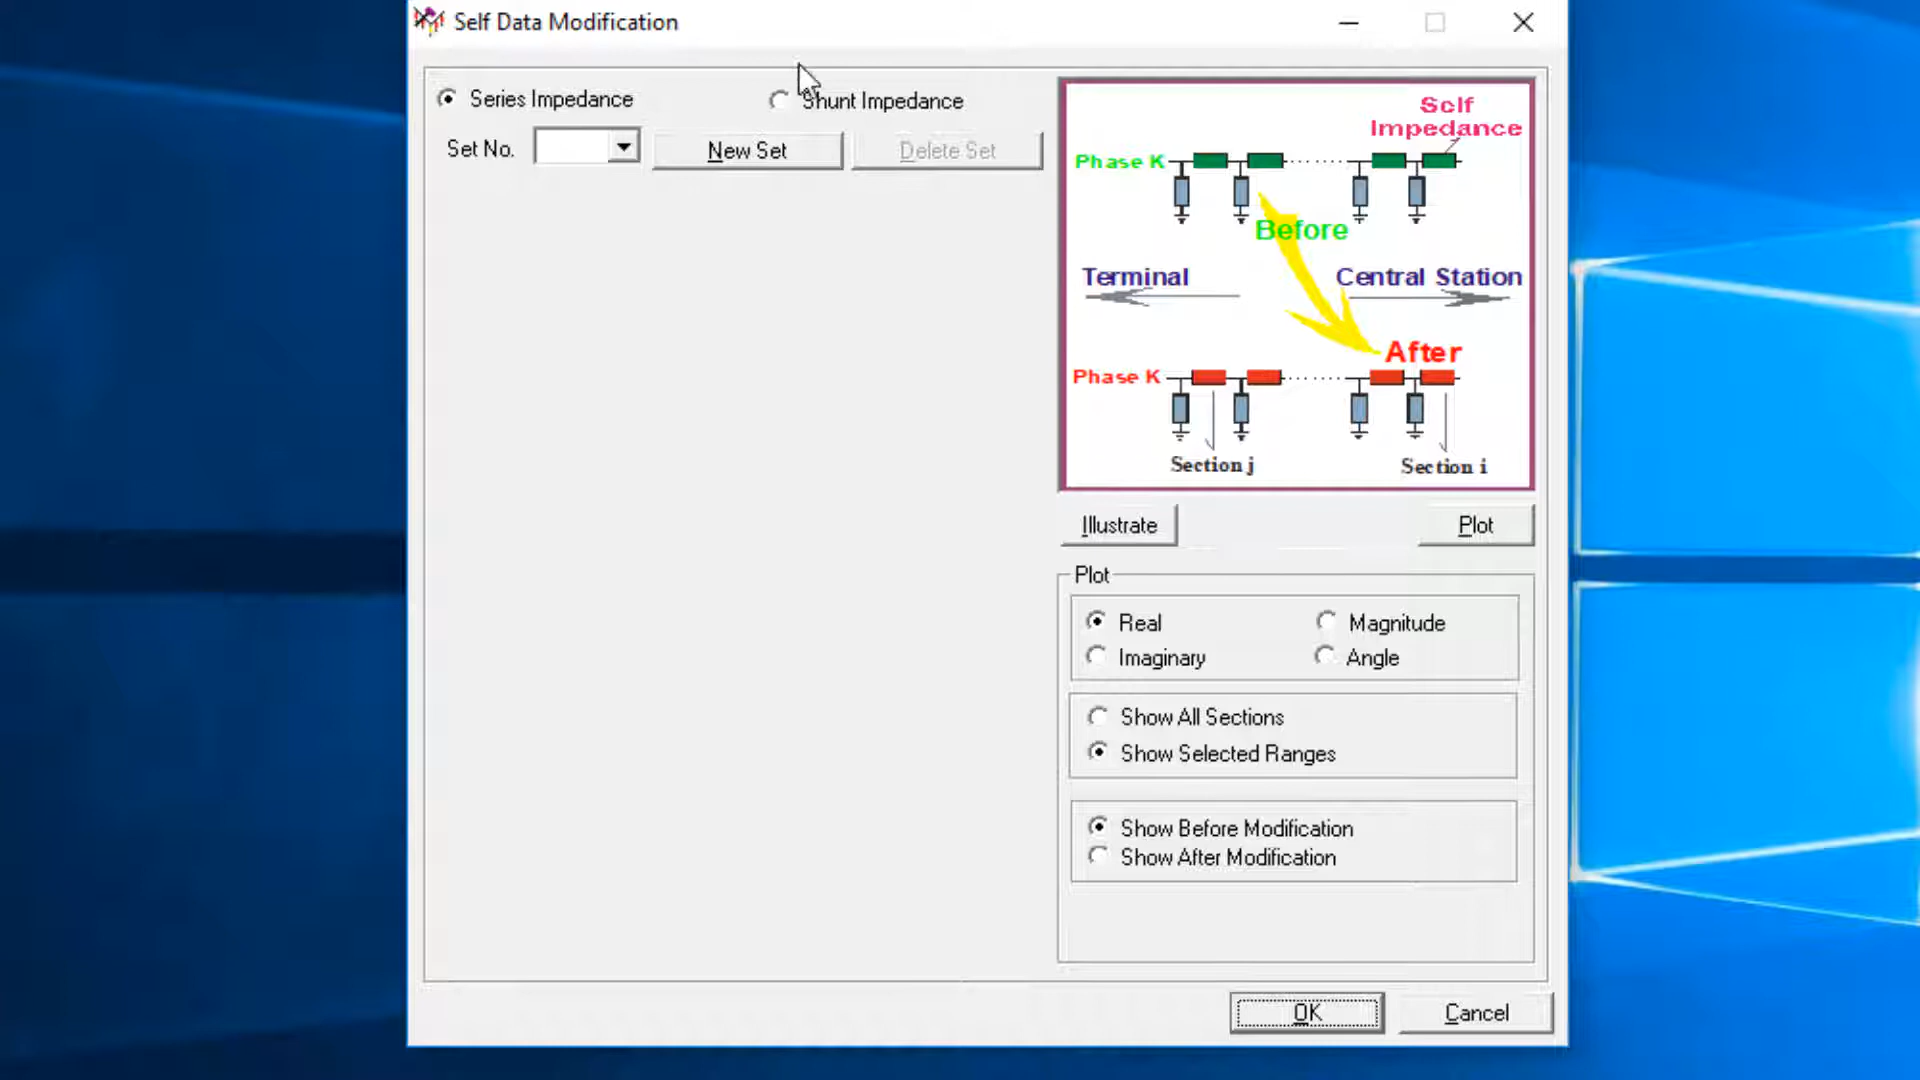 Self Data Modification
Series Impedance
Shunt Impedance
Set No.
New Set
Delete Set
Self
Impedance
Phase K
Before
Terminal
Central Station
After
Phase K
Section j
Section i
Illustrate
Plot
Plot
Real
Magnitude
Imaginary
Angle
Show All Sections
Show Selected Ranges
Show Before Modification
Show After Modification
OK
Cancel